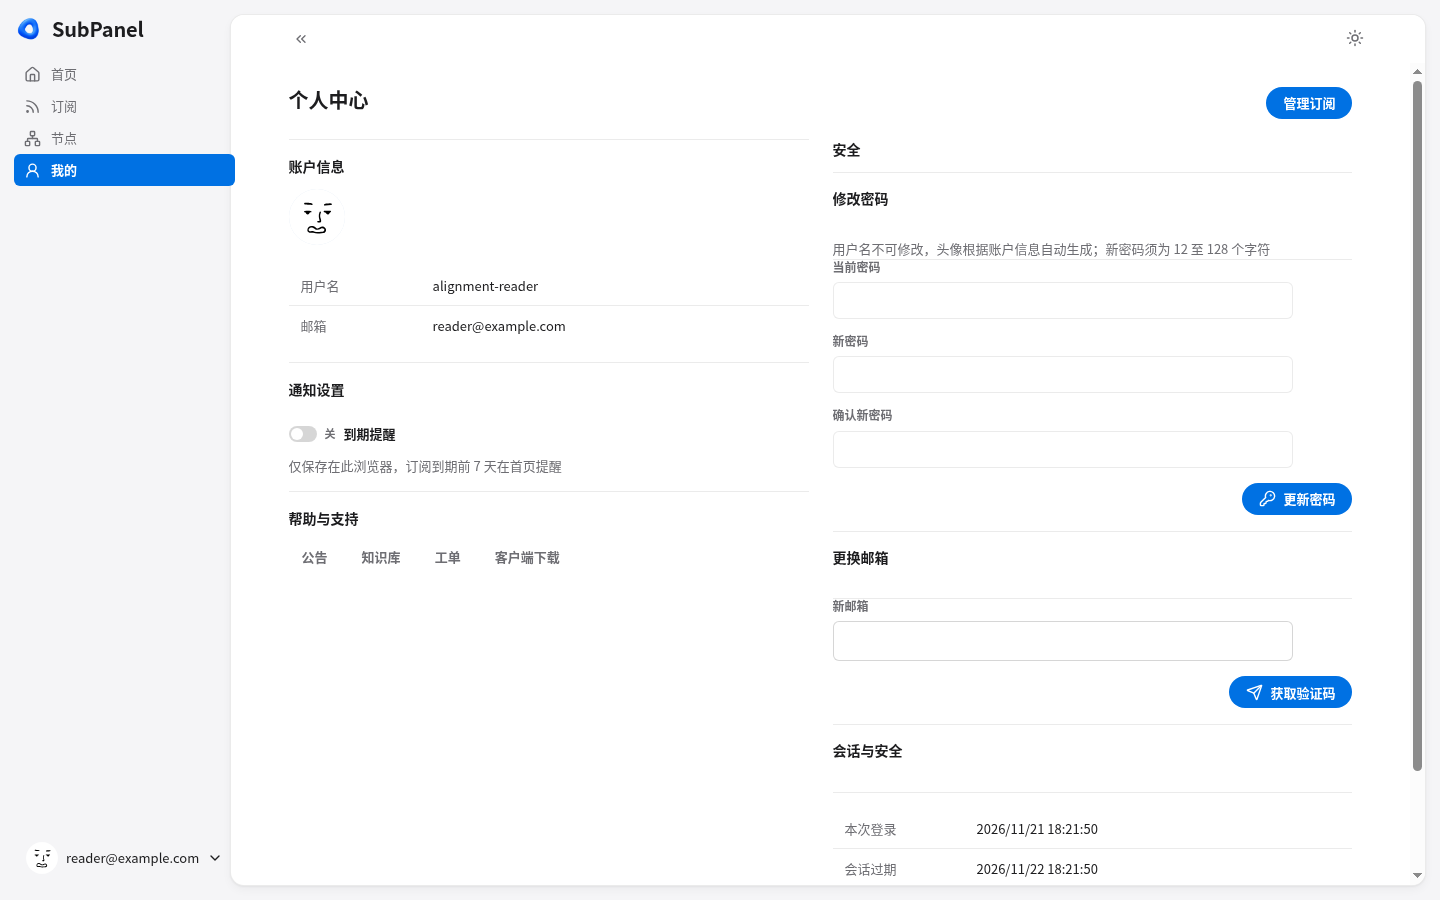 SubPanel
首页
订阅
节点
我的
reader@example.com
个人中心
管理订阅
账户信息
用户名 alignment-reader
邮箱 reader@example.com
通知设置
关 到期提醒
仅保存在此浏览器，订阅到期前 7 天在首页提醒
帮助与支持
公告 知识库 工单 客户端下载
安全
修改密码
用户名不可修改，头像根据账户信息自动生成；新密码须为 12 至 128 个字符
当前密码
新密码
确认新密码
更新密码
更换邮箱
新邮箱
获取验证码
会话与安全
本次登录 2026/11/21 18:21:50
会话过期 2026/11/22 18:21:50